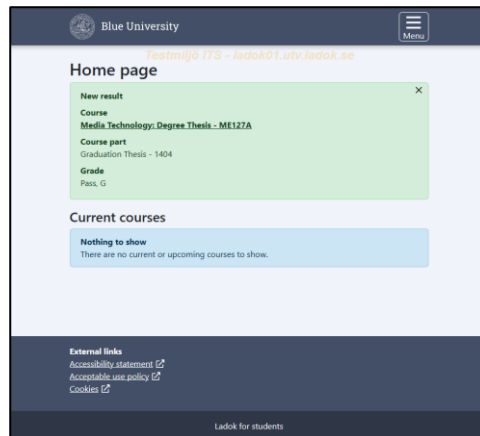 Blue University
Menu
Testmiljö ITS - ladok01.utv.ladok.se
Home page
New result
Course
Media Technology: Degree Thesis - ME127A
Course part
Graduation Thesis - 1404
Grade
Pass, G
Current courses
Nothing to show
There are no current or upcoming courses to show.
External links
Accessibility statement
Acceptable use policy
Cookies
Ladok for students